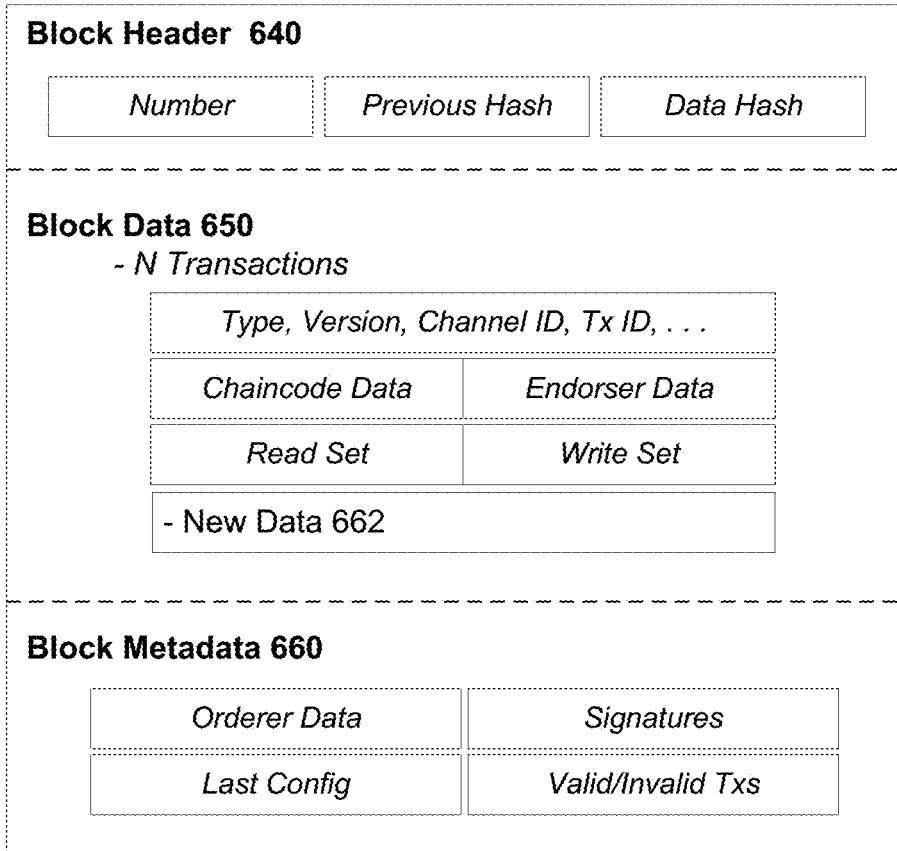 Block Header 640
Number Previous Hash Data Hash
Block Data 650
- N Transactions
Type, Version, Channel ID, Tx ID, . . .
Chaincode Data Endorser Data
Read Set Write Set
- New Data 662
Block Metadata 660
Orderer Data Signatures
Last Config Valid/Invalid Txs